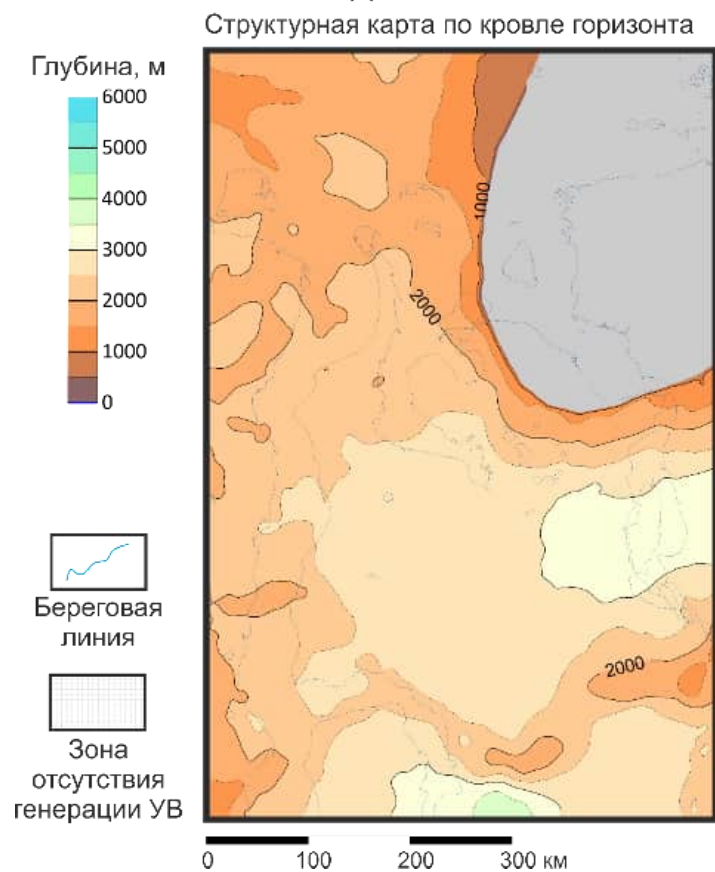 Структурная карта по кровле горизонта
Глубина, м
6000
5000
4000
3000
2000
1000
0
1000
2000
2000
Береговая
линия
Зона
отсутствия
генерации УВ
0 100 200 300 км